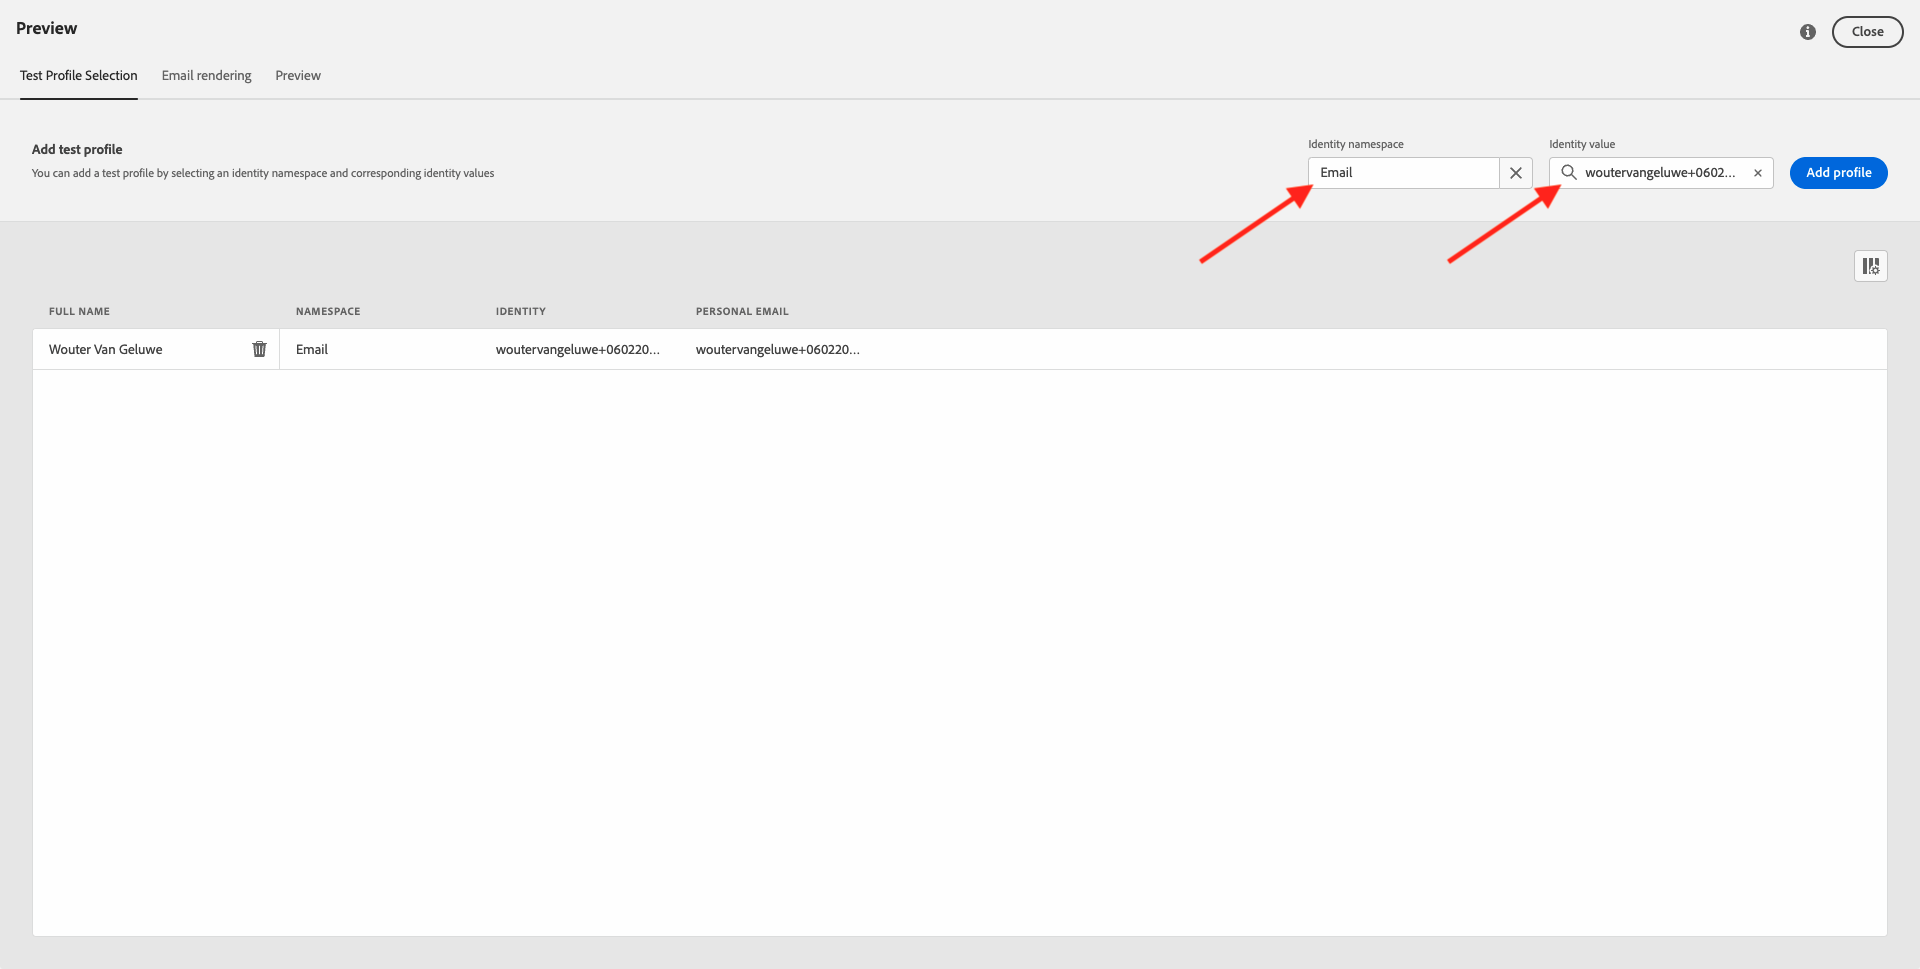 Preview
Close
Test Profile Selection
Email rendering
Preview
Add test profile
You can add a test profile by selecting an identity namespace and corresponding identity values
Identity namespace
Email
Identity value
woutervangeluwe+0602...
Add profile
FULL NAME
NAMESPACE
IDENTITY
PERSONAL EMAIL
Wouter Van Geluwe
Email
woutervangeluwe+060220...
woutervangeluwe+060220...